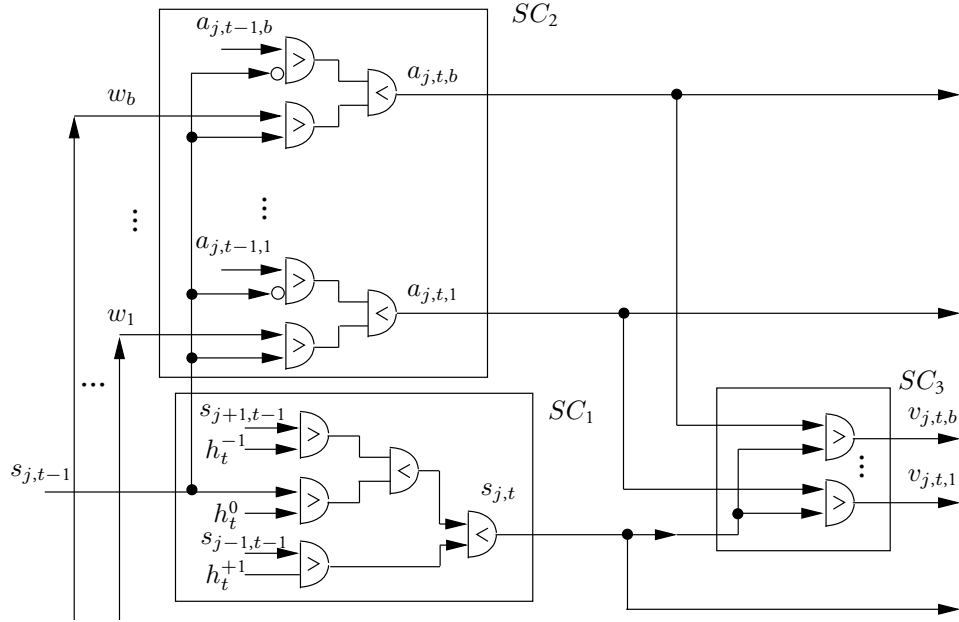 SC_2
a_{j,t-1,b}
>
<
a_{j,t,b}
w_b
>
⋮
⋮
a_{j,t-1,1}
>
<
a_{j,t,1}
w_1
>
...
SC_1
SC_3
s_{j+1,t-1}
>
h_t^{-1}
<
>
v_{j,t,b}
⋮
s_{j,t-1}
>
h_t^0
s_{j,t}
>
v_{j,t,1}
<
s_{j-1,t-1}
>
h_t^{+1}